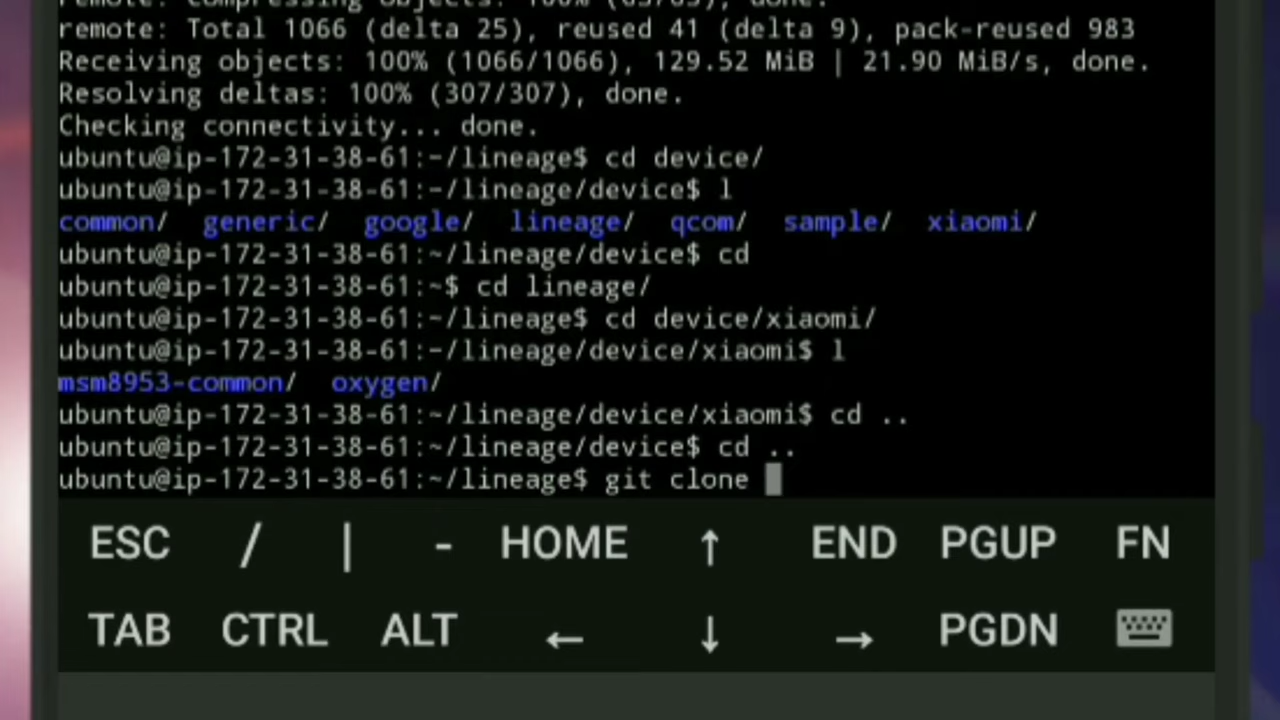 remote: Compressing objects: 100% (63/63), done.
remote: Total 1066 (delta 25), reused 41 (delta 9), pack-reused 983
Receiving objects: 100% (1066/1066), 129.52 MiB | 21.90 MiB/s, done.
Resolving deltas: 100% (307/307), done.
Checking connectivity... done.
ubuntu@ip-172-31-38-61:~/lineage$ cd device/
ubuntu@ip-172-31-38-61:~/lineage/device$ l
common/ generic/ google/ lineage/ qcom/ sample/ xiaomi/
ubuntu@ip-172-31-38-61:~/lineage/device$ cd
ubuntu@ip-172-31-38-61:~$ cd lineage/
ubuntu@ip-172-31-38-61:~/lineage$ cd device/xiaomi/
ubuntu@ip-172-31-38-61:~/lineage/device/xiaomi$ l
msm8953-common/ oxygen/
ubuntu@ip-172-31-38-61:~/lineage/device/xiaomi$ cd ..
ubuntu@ip-172-31-38-61:~/lineage/device$ cd ..
ubuntu@ip-172-31-38-61:~/lineage$ git clone
ESC / | - HOME ↑ END PGUP FN
TAB CTRL ALT ← ↓ → PGDN